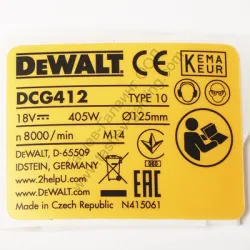 DEWALT CE KEMA EUR
DCG412 TYPE 10
18V 405W Ø125mm
n 8000/min M14
DEWALT, D-65509
IDSTEIN, GERMANY
www.2helpU.com
www.DEWALT.com
Made in Czech Republic N415061
EAC